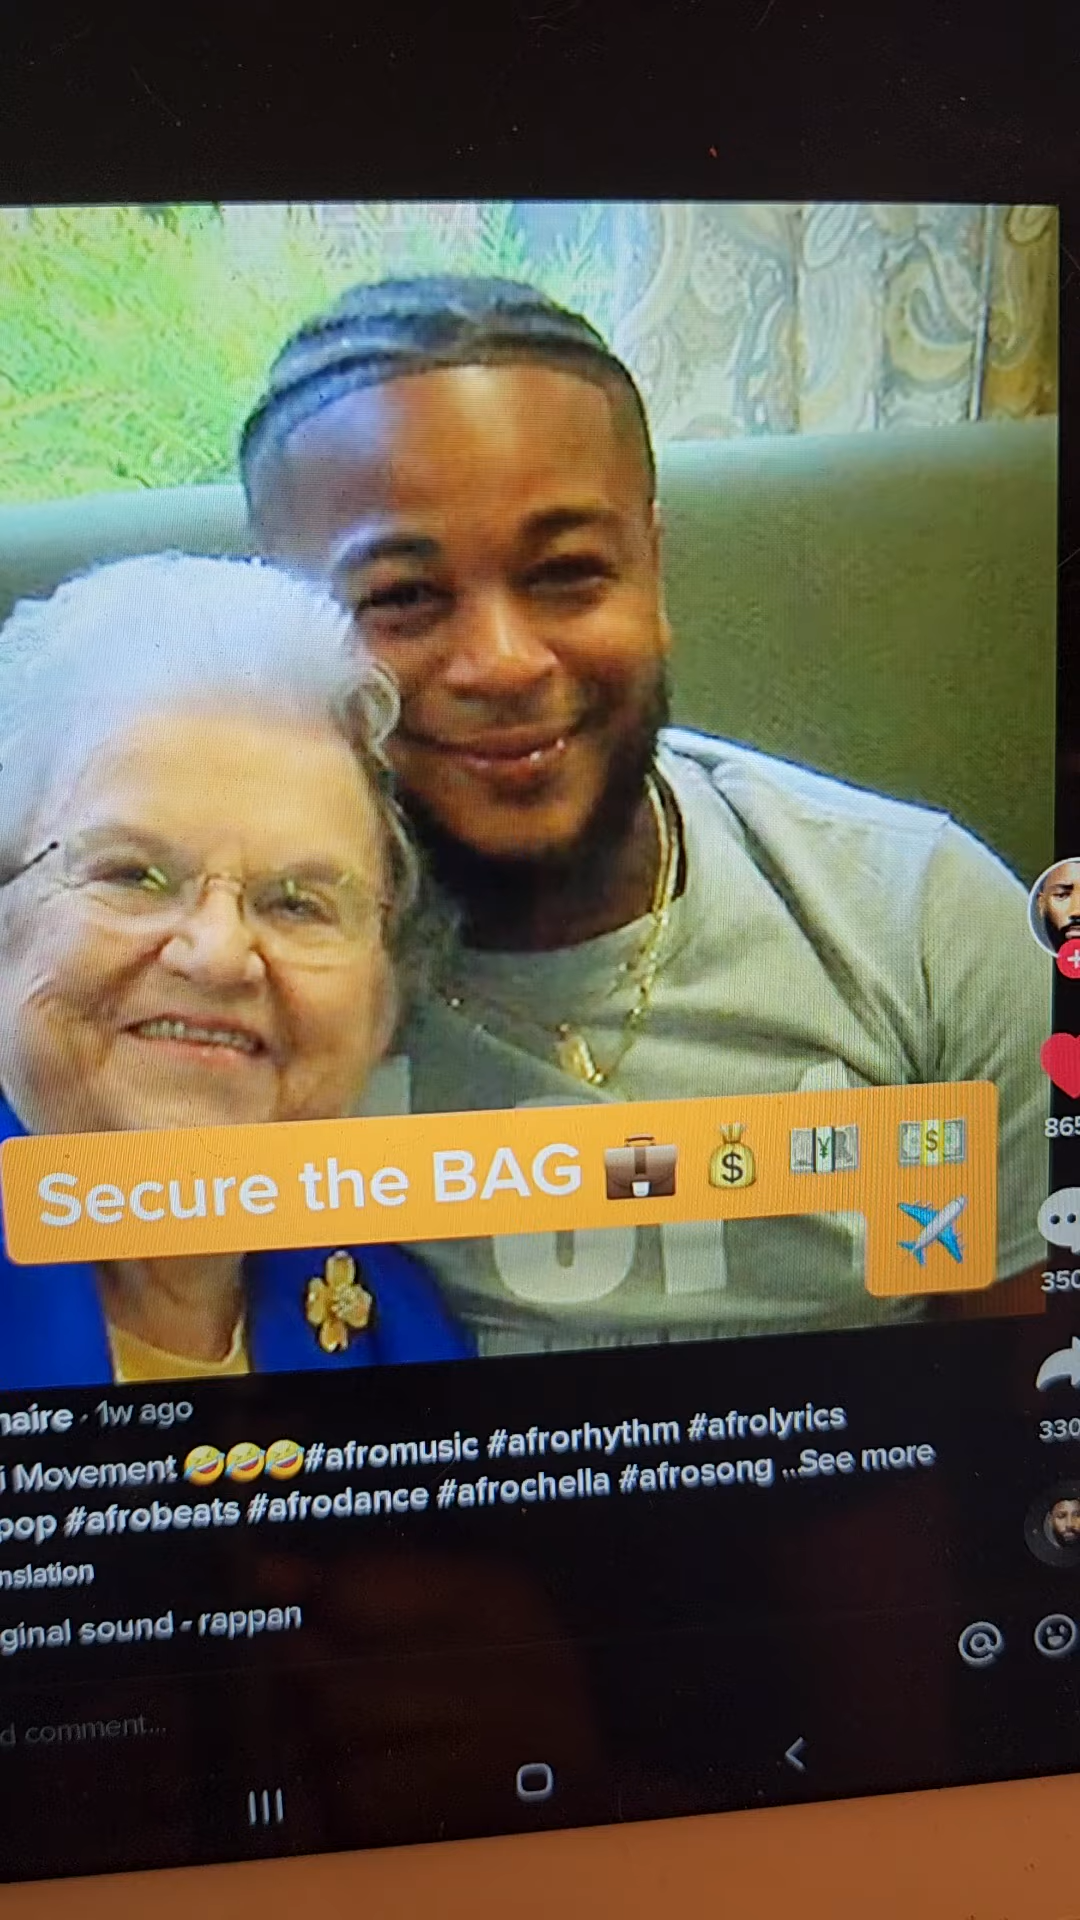 Secure the BAG 💼 💰 💴 💵
✈️
865
350
330
naire · 1w ago
i Movement 🤣🤣🤣#afromusic #afrorhythm #afrolyrics
pop #afrobeats #afrodance #afrochella #afrosong ...See more
nslation
ginal sound - rappan
d comment...